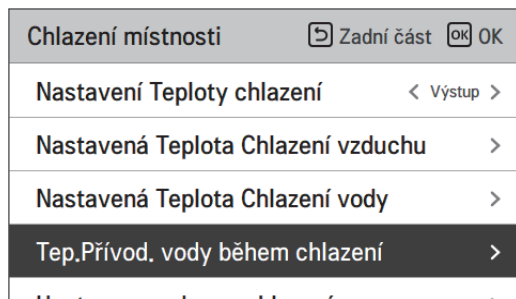 Chlazení místnosti Zadní část OK OK
Nastavení Teploty chlazení < Výstup >
Nastavená Teplota Chlazení vzduchu >
Nastavená Teplota Chlazení vody >
Tep.Přívod. vody během chlazení >